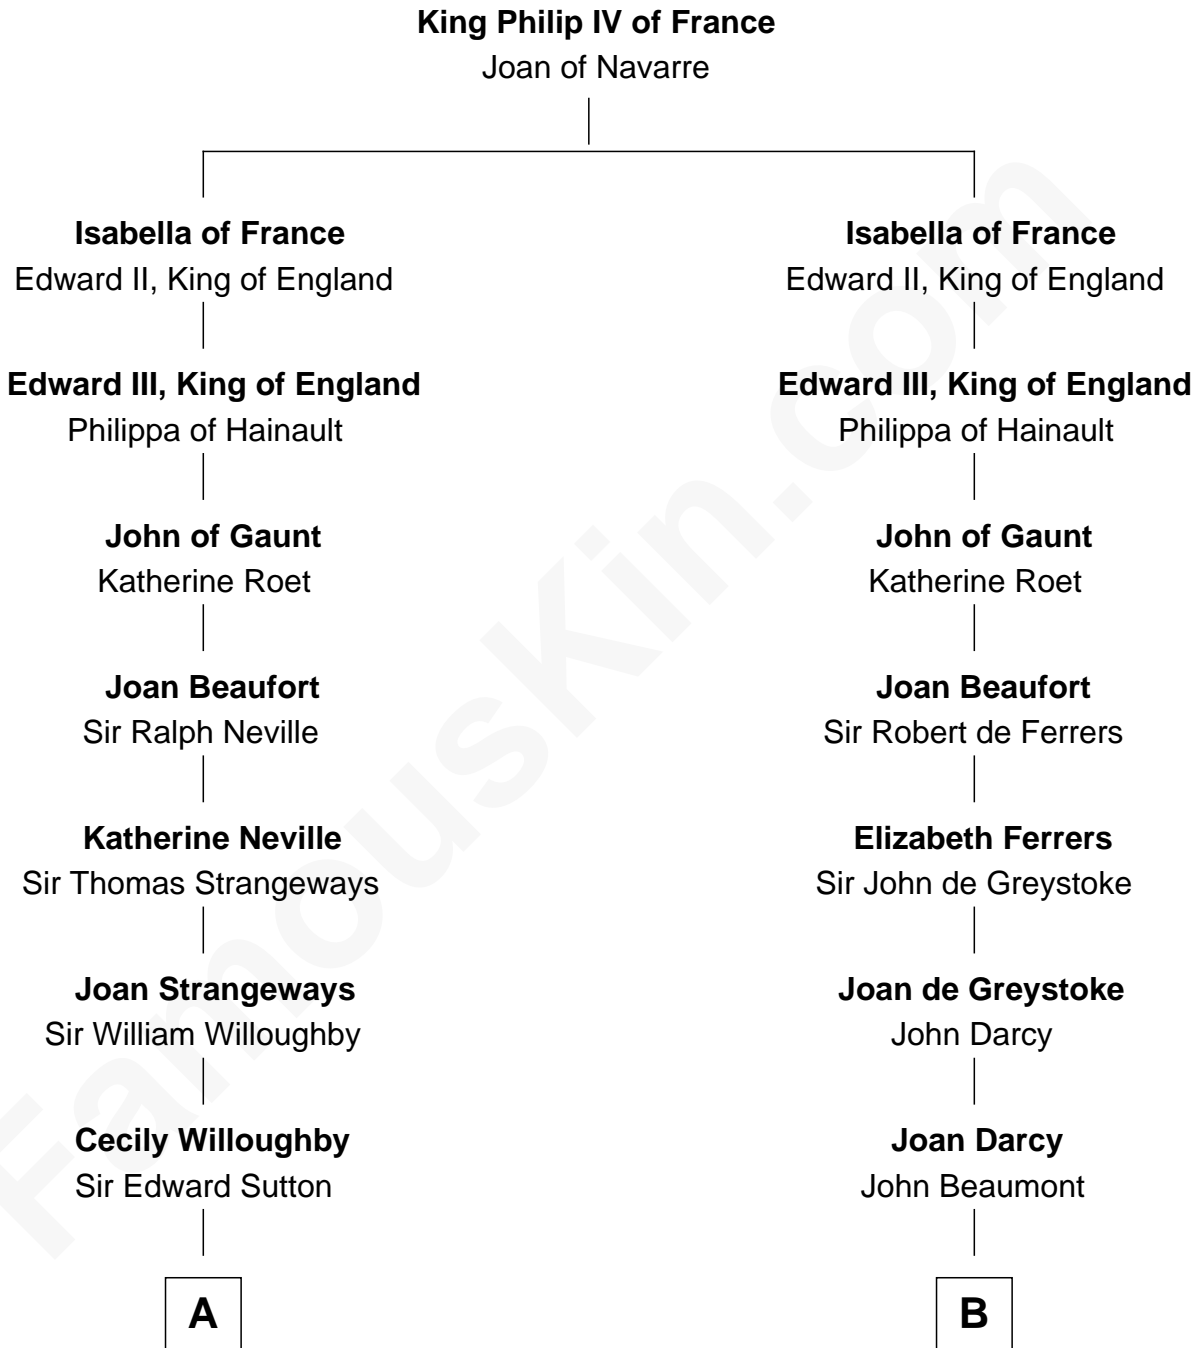 King Philip IV of France
Joan of Navarre
Isabella of France
Edward II, King of England
Edward III, King of England
Philippa of Hainault
John of Gaunt
Katherine Roet
Joan Beaufort
Sir Ralph Neville
Katherine Neville
Sir Thomas Strangeways
Joan Strangeways
Sir William Willoughby
Cecily Willoughby
Sir Edward Sutton
A
Isabella of France
Edward II, King of England
Edward III, King of England
Philippa of Hainault
John of Gaunt
Katherine Roet
Joan Beaufort
Sir Robert de Ferrers
Elizabeth Ferrers
Sir John de Greystoke
Joan de Greystoke
John Darcy
Joan Darcy
John Beaumont
B
FamousKin.com